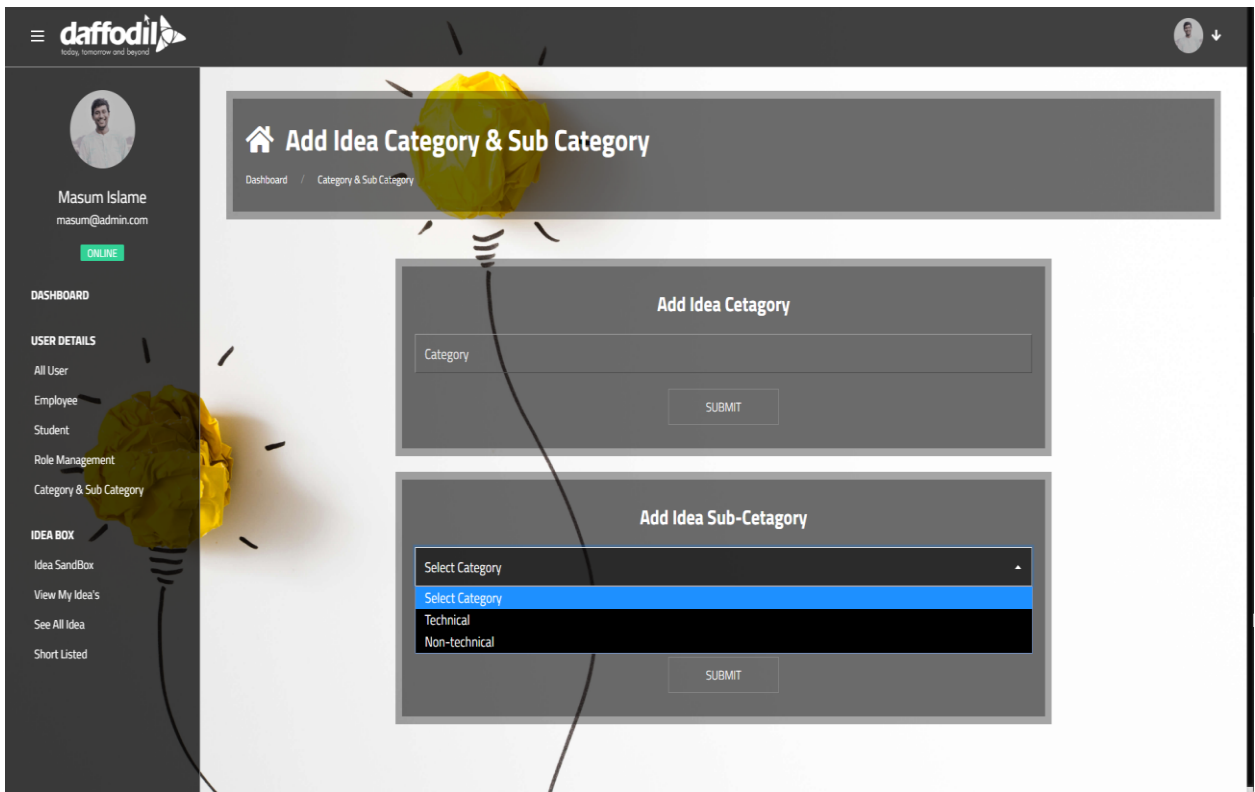 daffodil
today, tomorrow and beyond
Masum Islame
masum@admin.com
ONLINE
DASHBOARD
USER DETAILS
All User
Employee
Student
Role Management
Category & Sub Category
IDEA BOX
Idea SandBox
View My Idea's
See All Idea
Short Listed
Add Idea Category & Sub Category
Dashboard / Category & Sub Category
Add Idea Cetagory
Category
SUBMIT
Add Idea Sub-Cetagory
Select Category
Select Category
Technical
Non-technical
SUBMIT